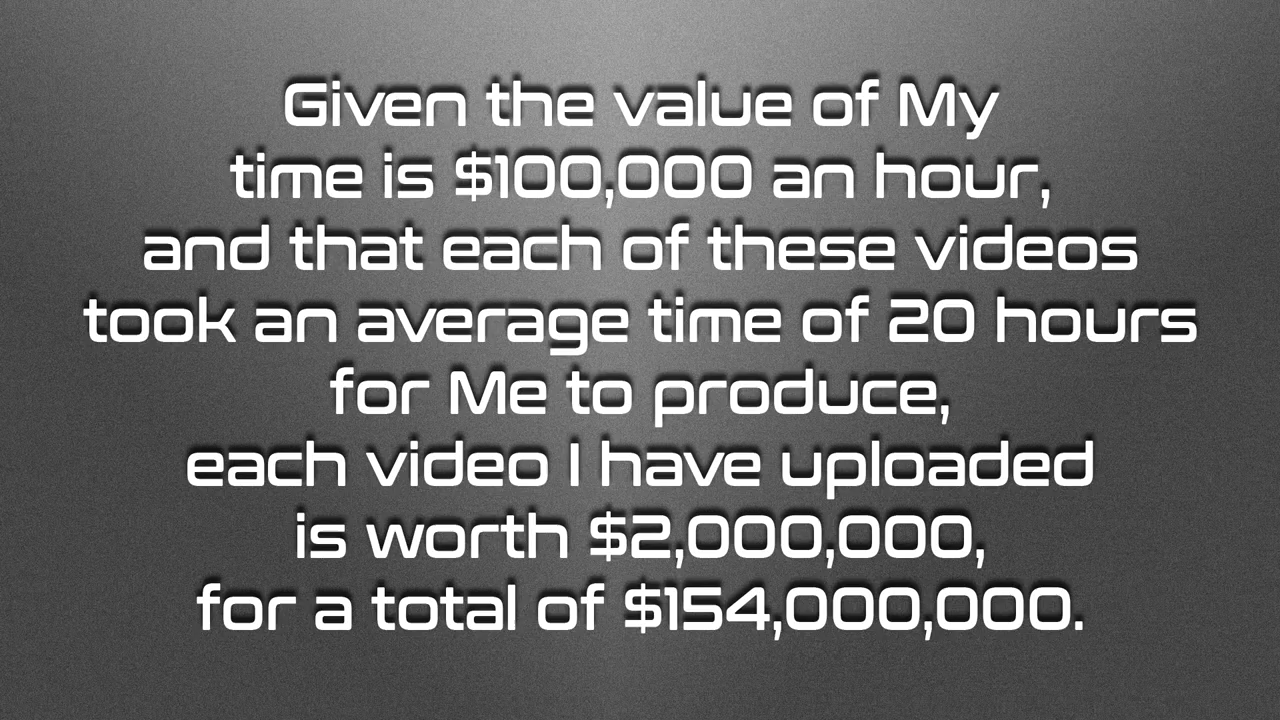 Given the value of My
time is $100,000 an hour,
and that each of these videos
took an average time of 20 hours
for Me to produce,
each video I have uploaded
is worth $2,000,000,
for a total of $154,000,000.